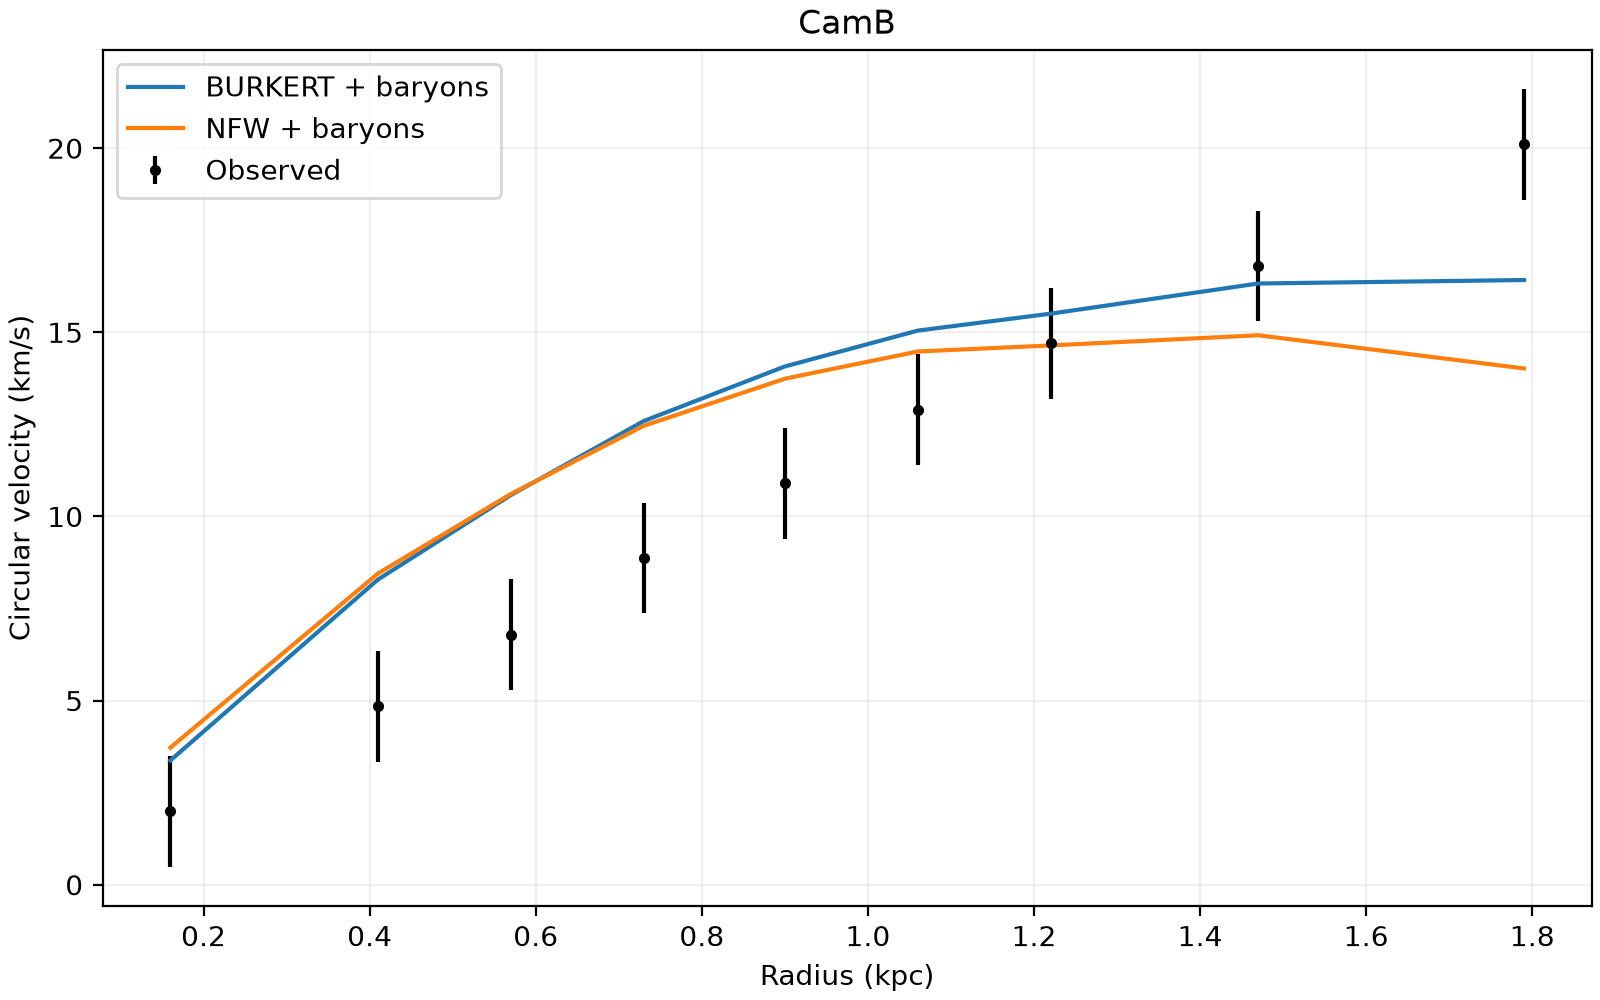 CamB
BURKERT + baryons
NFW + baryons
Observed
Circular velocity (km/s)
20
15
10
5
0
0.2 0.4 0.6 0.8 1.0 1.2 1.4 1.6 1.8
Radius (kpc)